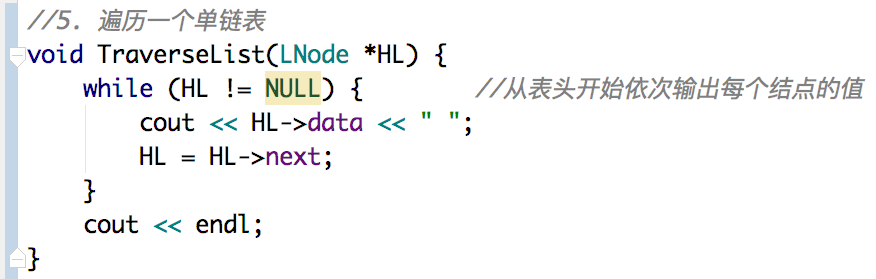 //5. 遍历一个单链表
void TraverseList(LNode *HL) {
    while (HL != NULL) {        //从表头开始依次输出每个结点的值
        cout << HL->data << " ";
        HL = HL->next;
    }
    cout << endl;
}